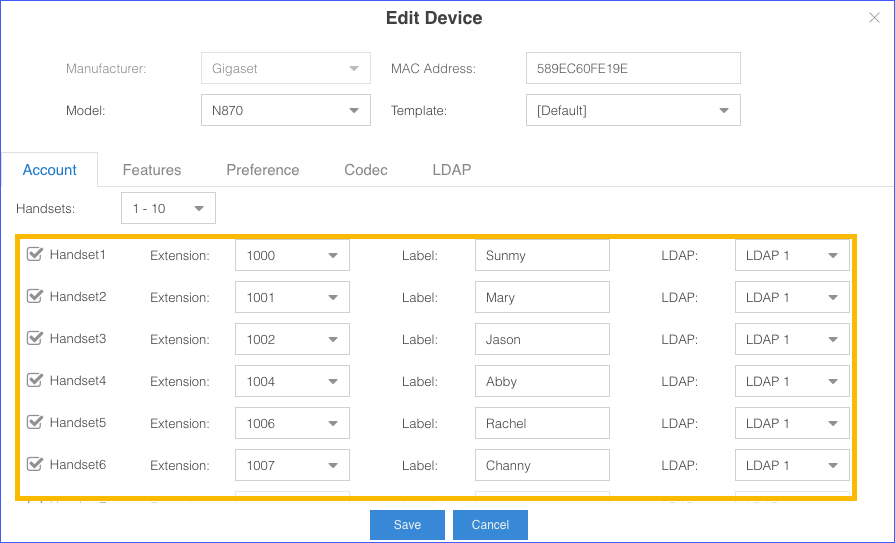 Edit Device
Manufacturer: Gigaset MAC Address: 589EC60FE19E
Model: N870 Template: [Default]
Account Features Preference Codec LDAP
Handsets: 1 - 10
Handset1 Extension: 1000 Label: Sunmy LDAP: LDAP 1
Handset2 Extension: 1001 Label: Mary LDAP: LDAP 1
Handset3 Extension: 1002 Label: Jason LDAP: LDAP 1
Handset4 Extension: 1004 Label: Abby LDAP: LDAP 1
Handset5 Extension: 1006 Label: Rachel LDAP: LDAP 1
Handset6 Extension: 1007 Label: Channy LDAP: LDAP 1
Save Cancel